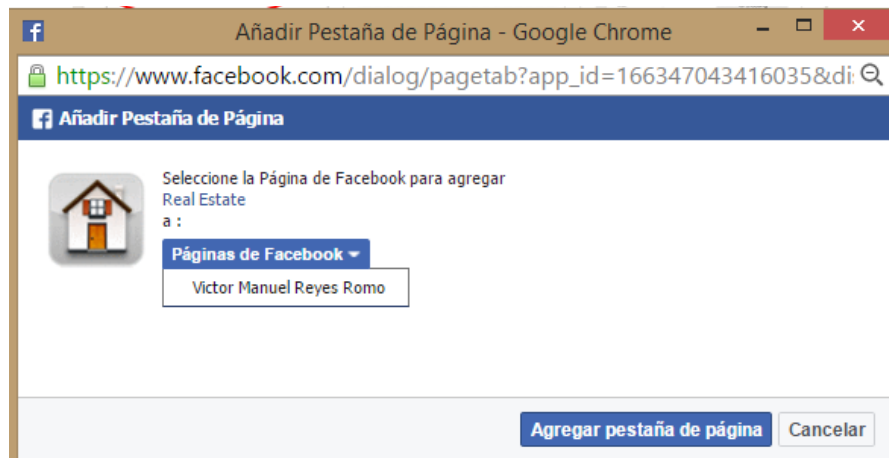 Añadir Pestaña de Página - Google Chrome
https://www.facebook.com/dialog/pagetab?app_id=166347043416035&di
Añadir Pestaña de Página
Seleccione la Página de Facebook para agregar
Real Estate
a :
Páginas de Facebook
Victor Manuel Reyes Romo
Agregar pestaña de página Cancelar